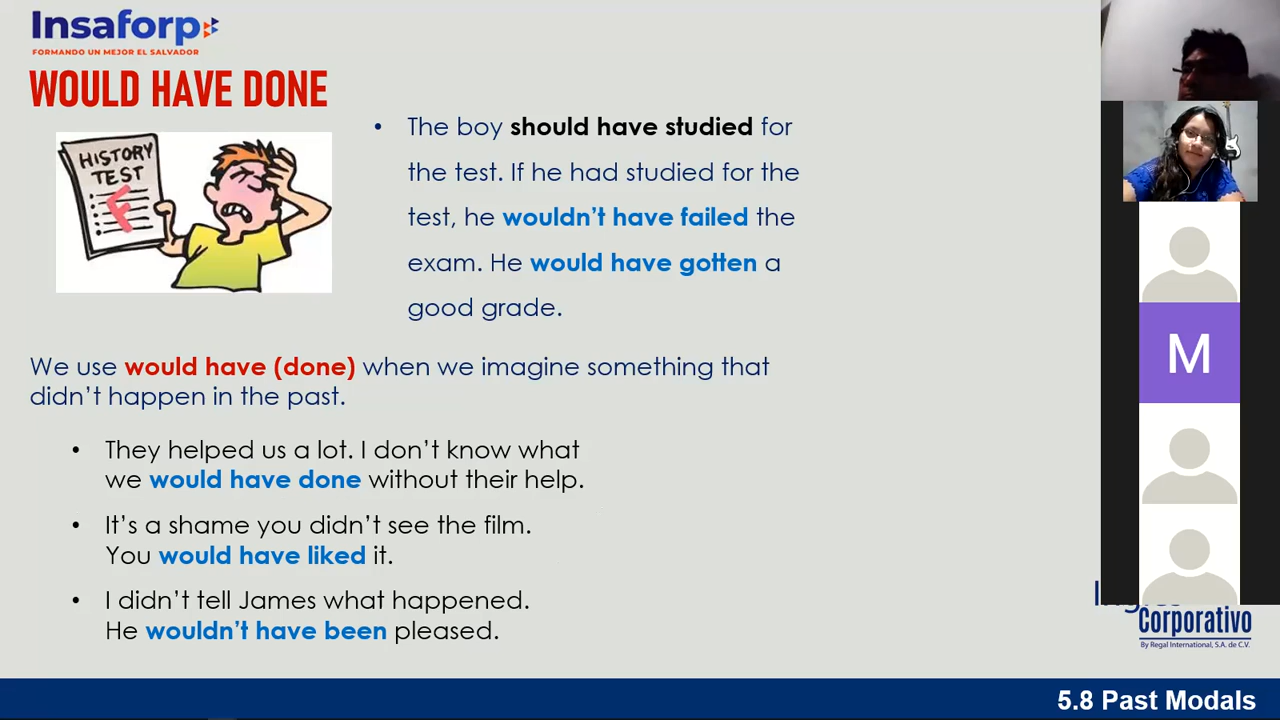 Insaforp
FORMANDO UN MEJOR EL SALVADOR
WOULD HAVE DONE
HISTORY
TEST
F
• The boy should have studied for
the test. If he had studied for the
test, he wouldn't have failed the
exam. He would have gotten a
good grade.
We use would have (done) when we imagine something that
didn't happen in the past.
• They helped us a lot. I don't know what
we would have done without their help.
• It's a shame you didn't see the film.
You would have liked it.
• I didn't tell James what happened.
He wouldn't have been pleased.
M
Corporativo
By Regal International, S.A. de C.V.
5.8 Past Modals